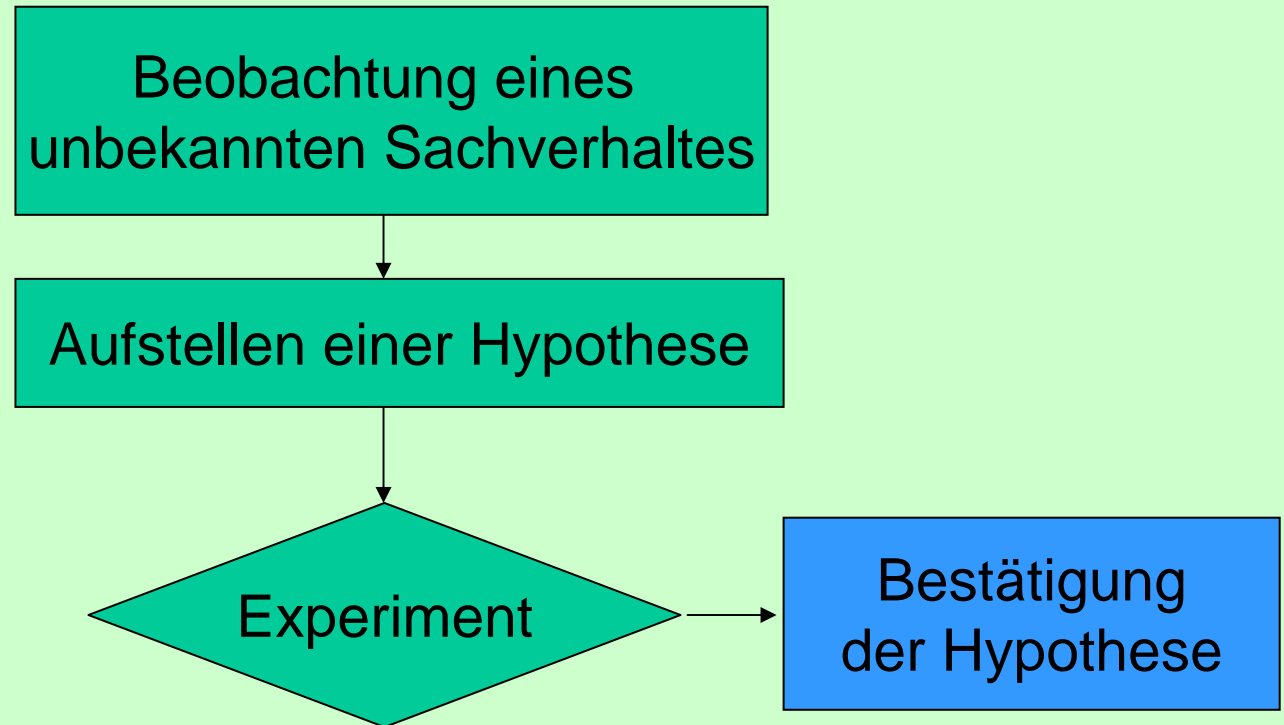 Beobachtung eines
unbekannten Sachverhaltes
Aufstellen einer Hypothese
Experiment
Bestätigung
der Hypothese